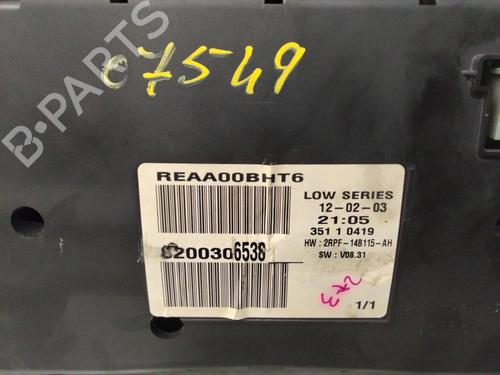 07549
B-PARTS
REAA00BHT6
LOW SERIES
12-02-03
21:05
351 1 0419
HW : 2RPF-14B115-AH
SW : V08.31
8200306538
1/1